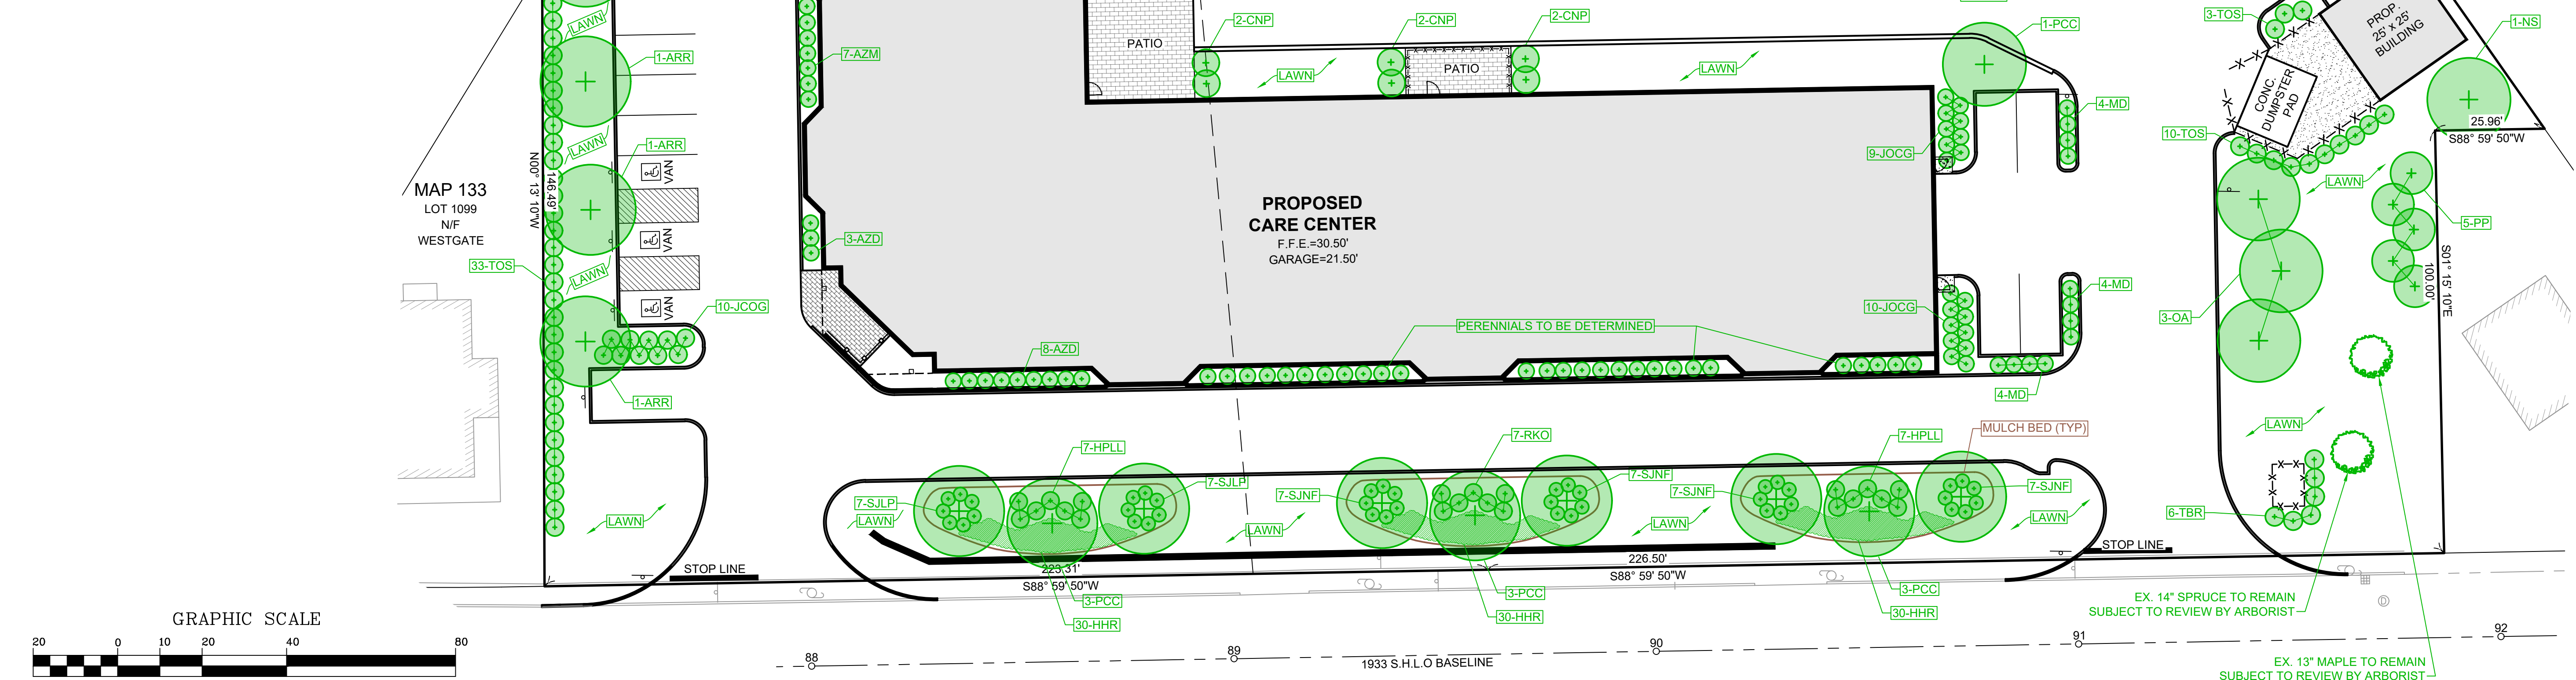 LAWN
1-ARR
7-AZM
PATIO
2-CNP
2-CNP
2-CNP
LAWN
PATIO
LAWN
1-PCC
3-TOS
PROP.
25' x 25'
BUILDING
1-NS
CONC.
DUMPSTER
PAD
4-MD
25.96'
S88° 59' 50"W
10-TOS
9-JOCG
LAWN
1-ARR
VAN
N00° 13' 10"W
146.49'
MAP 133
LOT 1099
N/F
WESTGATE
VAN
3-AZD
PROPOSED
CARE CENTER
F.F.E.=30.50'
GARAGE=21.50'
LAWN
5-PP
S01° 15' 10"E
100.00'
33-TOS
LAWN
VAN
10-JCOG
10-JOCG
4-MD
3-OA
PERENNIALS TO BE DETERMINED
8-AZD
1-ARR
4-MD
LAWN
MULCH BED (TYP)
7-HPLL
7-RKO
7-HPLL
7-SJLP
7-SJLP
7-SJNF
7-SJNF
7-SJNF
7-SJNF
LAWN
LAWN
LAWN
LAWN
LAWN
6-TBR
STOP LINE
STOP LINE
223.31'
S88° 59' 50"W
226.50'
S88° 59' 50"W
3-PCC
30-HHR
3-PCC
30-HHR
3-PCC
30-HHR
EX. 14" SPRUCE TO REMAIN
SUBJECT TO REVIEW BY ARBORIST
D
GRAPHIC SCALE
20 0 10 20 40 80
88
89
90
91
92
1933 S.H.L.O BASELINE
EX. 13" MAPLE TO REMAIN
SUBJECT TO REVIEW BY ARBORIST